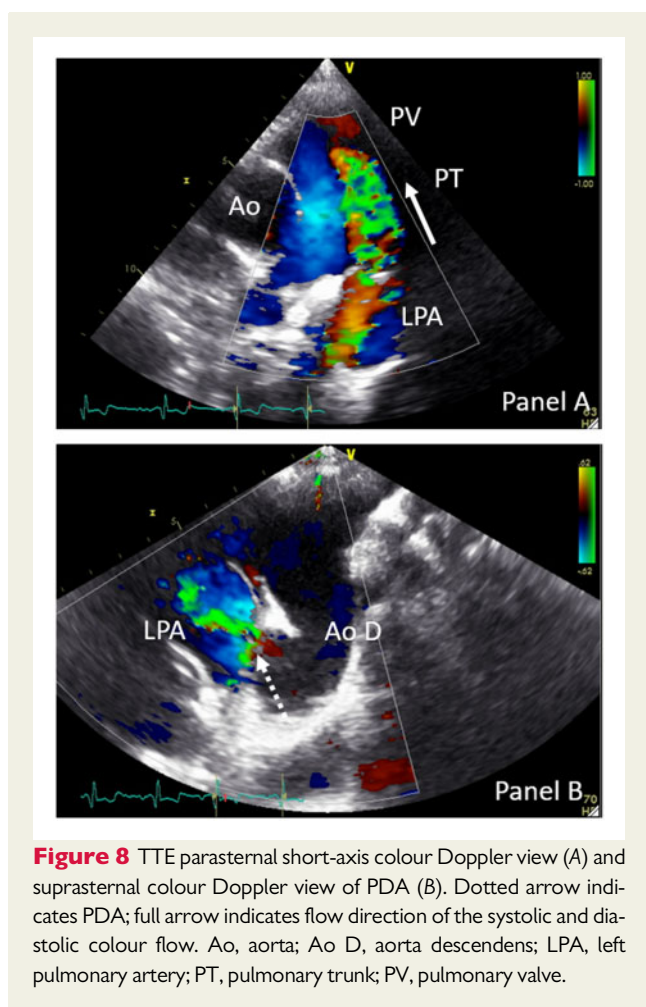 V
1.00
PV
PT
5
Ao
-1.00
10
LPA
Panel A
63
V
.62
5
-.62
LPA
Ao D
Panel B
70
Figure 8 TTE parasternal short-axis colour Doppler view (A) and
suprasternal colour Doppler view of PDA (B). Dotted arrow indi-
cates PDA; full arrow indicates flow direction of the systolic and dia-
stolic colour flow. Ao, aorta; Ao D, aorta descendens; LPA, left
pulmonary artery; PT, pulmonary trunk; PV, pulmonary valve.